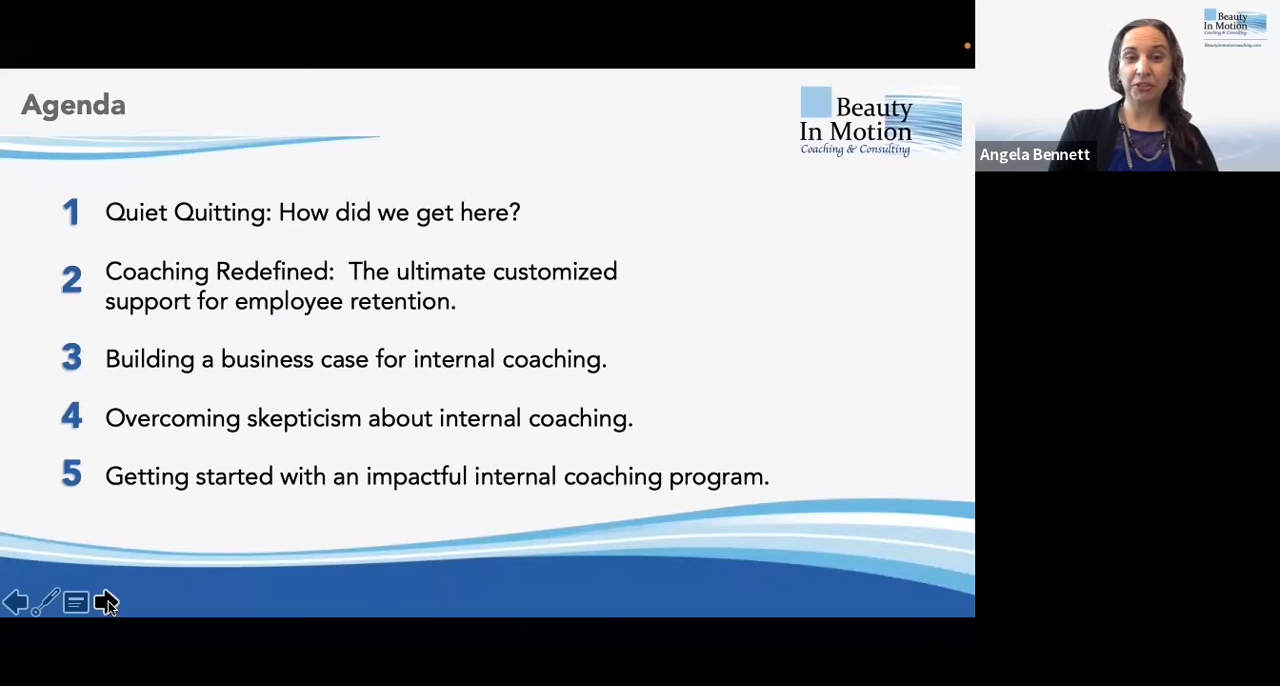 Agenda
Beauty
In Motion
Coaching & Consulting
1 Quiet Quitting: How did we get here?
2 Coaching Redefined:  The ultimate customized
support for employee retention.
3 Building a business case for internal coaching.
4 Overcoming skepticism about internal coaching.
5 Getting started with an impactful internal coaching program.
Beauty
In Motion
Coaching & Consulting
Angela Bennett